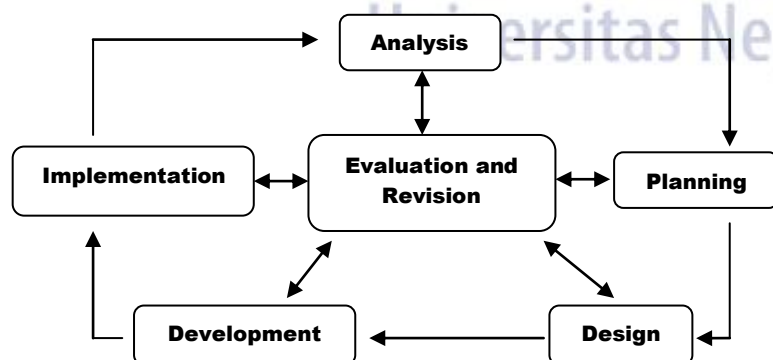 Analysis
Implementation
Evaluation and
Revision
Planning
Development
Design